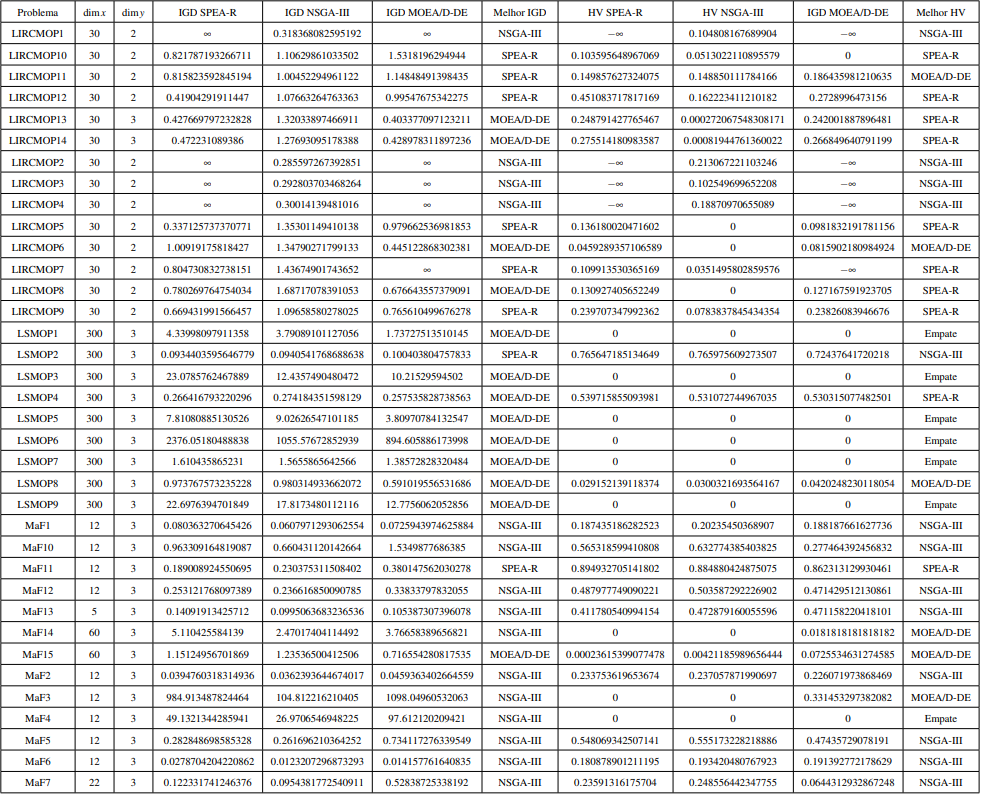 Problema dim x dim y IGD SPEA-R IGD NSGA-III IGD MOEA/D-DE Melhor IGD HV SPEA-R HV NSGA-III IGD MOEA/D-DE Melhor HV
LIRCMOP1 30 2 ∞ 0.318368082595192 ∞ NSGA-III −∞ 0.104808167689904 −∞ NSGA-III
LIRCMOP10 30 2 0.821787193266711 1.10629861033502 1.5318196294944 SPEA-R 0.103595648967069 0.0513022110895579 0 SPEA-R
LIRCMOP11 30 2 0.815823592845194 1.00452294961122 1.14848491398435 SPEA-R 0.149857627324075 0.148850111784166 0.186435981210635 MOEA/D-DE
LIRCMOP12 30 2 0.41904291911447 1.07663264763363 0.99547675342275 SPEA-R 0.451083717817169 0.162223411210182 0.2728996473156 SPEA-R
LIRCMOP13 30 3 0.427669797232828 1.32033897466911 0.403377097123211 MOEA/D-DE 0.248791427765467 0.000272067548308171 0.242001887896481 SPEA-R
LIRCMOP14 30 3 0.472231089386 1.27693095178388 0.428978311897236 MOEA/D-DE 0.275514180983587 0.00081944761360022 0.266849640791199 SPEA-R
LIRCMOP2 30 2 ∞ 0.285597267392851 ∞ NSGA-III −∞ 0.213067221103246 −∞ NSGA-III
LIRCMOP3 30 2 ∞ 0.292803703468264 ∞ NSGA-III −∞ 0.102549699652208 −∞ NSGA-III
LIRCMOP4 30 2 ∞ 0.30014139481016 ∞ NSGA-III −∞ 0.18870970655089 −∞ NSGA-III
LIRCMOP5 30 2 0.337125737370771 1.35301149410138 0.979662536981853 SPEA-R 0.136180020471602 0 0.0981832191781156 SPEA-R
LIRCMOP6 30 2 1.00919175818427 1.34790271799133 0.445122868302381 MOEA/D-DE 0.0459289357106589 0 0.0815902180984924 MOEA/D-DE
LIRCMOP7 30 2 0.804730832738151 1.43674901743652 ∞ SPEA-R 0.109913530365169 0.0351495802859576 −∞ SPEA-R
LIRCMOP8 30 2 0.780269764754034 1.68717078391053 0.676643557379091 MOEA/D-DE 0.130927405652249 0 0.127167591923705 SPEA-R
LIRCMOP9 30 2 0.669431991566457 1.09658580278025 0.765610499676278 SPEA-R 0.239707347992362 0.0783837845434354 0.23826083946676 SPEA-R
LSMOP1 300 3 4.33998097911358 3.79089101127056 1.73727513510145 MOEA/D-DE 0 0 0 Empate
LSMOP2 300 3 0.0934403595646779 0.0940541768688638 0.100403804757833 SPEA-R 0.765647185134649 0.765975609273507 0.72437641720218 NSGA-III
LSMOP3 300 3 23.0785762467889 12.4357490480472 10.21529594502 MOEA/D-DE 0 0 0 Empate
LSMOP4 300 3 0.266416793220296 0.274184351598129 0.257535828738563 MOEA/D-DE 0.539715855093981 0.531072744967035 0.530315077482501 SPEA-R
LSMOP5 300 3 7.81080885130526 9.02626547101185 3.80970784132547 MOEA/D-DE 0 0 0 Empate
LSMOP6 300 3 2376.05180488838 1055.57672852939 894.605886173998 MOEA/D-DE 0 0 0 Empate
LSMOP7 300 3 1.610435865231 1.5655865642566 1.38572828320484 MOEA/D-DE 0 0 0 Empate
LSMOP8 300 3 0.973767573235228 0.980314933662072 0.591019556531686 MOEA/D-DE 0.029152139118374 0.0300321693564167 0.0420248230118054 MOEA/D-DE
LSMOP9 300 3 22.6976394701849 17.8173480112116 12.7756062052856 MOEA/D-DE 0 0 0 Empate
MaF1 12 3 0.080363270645426 0.0607971293062554 0.0725943974625884 NSGA-III 0.187435186282523 0.20235450368907 0.188187661627736 NSGA-III
MaF10 12 3 0.963309164819087 0.660431120142664 1.5349877686385 NSGA-III 0.565318599410808 0.632774385403825 0.277464392456832 NSGA-III
MaF11 12 3 0.189008924550695 0.230375311508402 0.380147562030278 SPEA-R 0.894932705141802 0.884880424875075 0.862313129930461 SPEA-R
MaF12 12 3 0.253121768097389 0.236616850090785 0.33833797832055 NSGA-III 0.487977749090221 0.503587292226902 0.471429512130861 NSGA-III
MaF13 5 3 0.14091913425712 0.0995063683236536 0.105387307396078 NSGA-III 0.411780540994154 0.472879160055596 0.471158220418101 NSGA-III
MaF14 60 3 5.110425584139 2.47017404114492 3.76658389656821 NSGA-III 0 0 0.0181818181818182 MOEA/D-DE
MaF15 60 3 1.15124956701869 1.23536500412506 0.716554280817535 MOEA/D-DE 0.00023615399077478 0.00421185989656444 0.0725534631274585 MOEA/D-DE
MaF2 12 3 0.0394760318314936 0.0362393644674017 0.0459363402664559 NSGA-III 0.233753619653674 0.237057871990697 0.226071973868469 NSGA-III
MaF3 12 3 984.913487824464 104.812216210405 1098.04960532063 NSGA-III 0 0 0.331453297382082 MOEA/D-DE
MaF4 12 3 49.1321344285941 26.9706546948225 97.612120209421 NSGA-III 0 0 0 Empate
MaF5 12 3 0.282848698585328 0.261696210364252 0.734117276339549 NSGA-III 0.548069342507141 0.555173228218886 0.47435729078191 NSGA-III
MaF6 12 3 0.0278704204220862 0.0123207296873293 0.014157761640835 NSGA-III 0.180878901211195 0.193420480767923 0.191392772178629 NSGA-III
MaF7 22 3 0.122331741246376 0.0954381772540911 0.52838725338192 NSGA-III 0.23591316175704 0.248556442347755 0.0644312932867248 NSGA-III